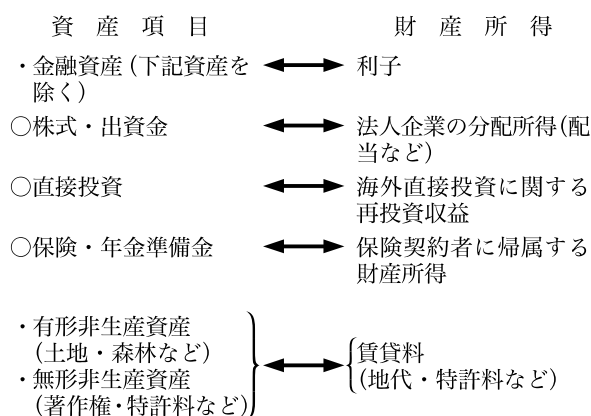 資産項目 財産所得
・金融資産(下記資産を 利子
除く)
○株式・出資金 法人企業の分配所得(配
当など)
○直接投資 海外直接投資に関する
再投資収益
○保険・年金準備金 保険契約者に帰属する
財産所得
・有形非生産資産
(土地・森林など) 賃貸料
・無形非生産資産 (地代・特許料など)
(著作権・特許料など)